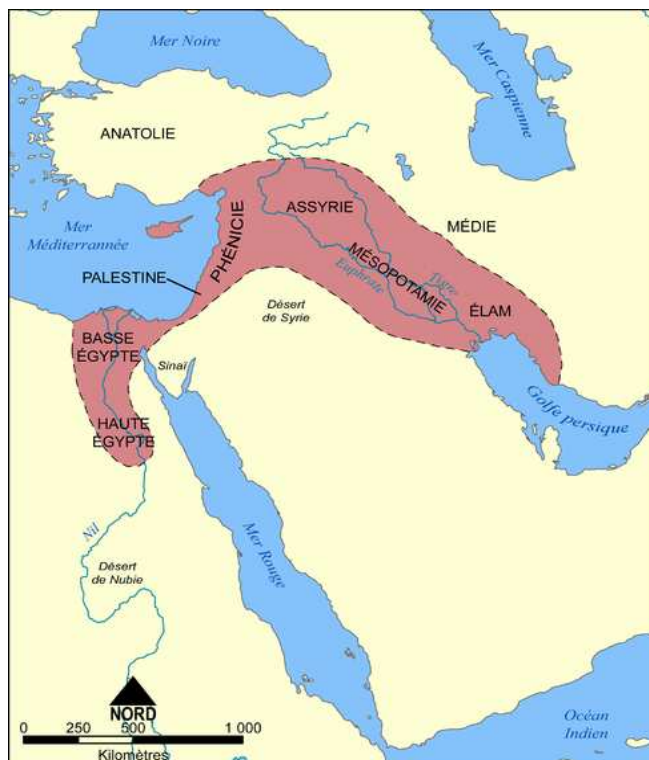 Mer Noire
Mer Caspienne
ANATOLIE
ASSYRIE
MÉDIE
Mer
Méditerrannée
PHÉNICIE
MÉSOPOTAMIE
Tigre
Euphrate
PALESTINE
ÉLAM
Désert
de Syrie
BASSE
ÉGYPTE
Sinaï
Golfe persique
HAUTE
ÉGYPTE
Nil
Mer Rouge
Désert
de Nubie
NORD
0 250 500 1 000
Kilomètres
Océan
Indien